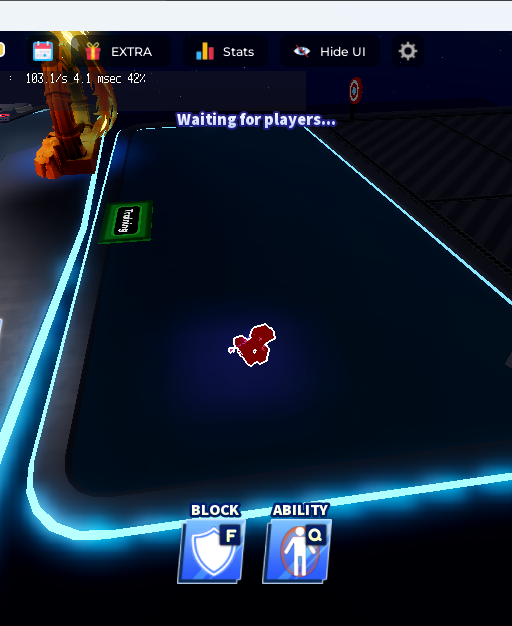 EXTRA
Stats
Hide UI
: 103.1/s 4.1 msec 42%
Waiting for players...
Training
BLOCK
ABILITY
F
Q